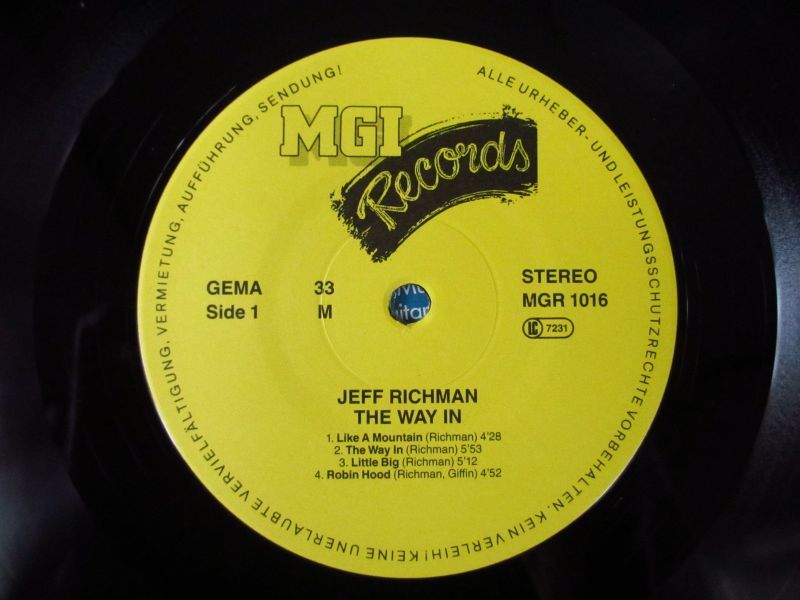 ALLE URHEBER- UND LEISTUNGSSCHUTZRECHTE VORBEHALTEN. KEIN VERLEIH! KEINE UNERLAUBTE VERVIELFÄLTIGUNG, VERMIETUNG, AUFFÜHRUNG, SENDUNG!
MGI
Records
GEMA 33
Side 1 M
STEREO
MGR 1016
LC 7231
JEFF RICHMAN
THE WAY IN
1. Like A Mountain (Richman) 4'28
2. The Way In (Richman) 5'53
3. Little Big (Richman) 5'12
4. Robin Hood (Richman, Giffin) 4'52